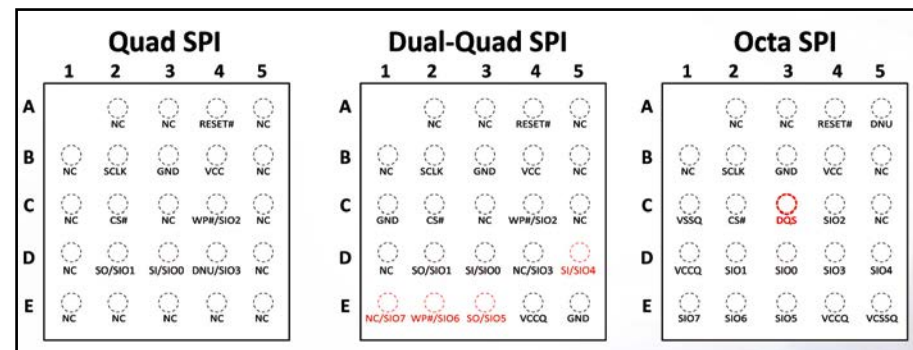 Quad SPI
1 2 3 4 5
A
NC NC RESET# NC
B
NC SCLK GND VCC NC
C
NC CS# NC WP#/SIO2 NC
D
NC SO/SIO1 SI/SIO0 DNU/SIO3 NC
E
NC NC NC NC NC
Dual-Quad SPI
1 2 3 4 5
A
NC NC RESET# NC
B
NC SCLK GND VCC NC
C
GND CS# NC WP#/SIO2 NC
D
NC SO/SIO1 SI/SIO0 NC/SIO3 SI/SIO4
E
NC/SIO7 WP#/SIO6 SO/SIO5 VCCQ GND
Octa SPI
1 2 3 4 5
A
NC NC RESET# DNU
B
NC SCLK GND VCC NC
C
VSSQ CS# DQS SIO2 NC
D
VCCQ SIO1 SIO0 SIO3 SIO4
E
SIO7 SIO6 SIO5 VCCQ VCSSQ